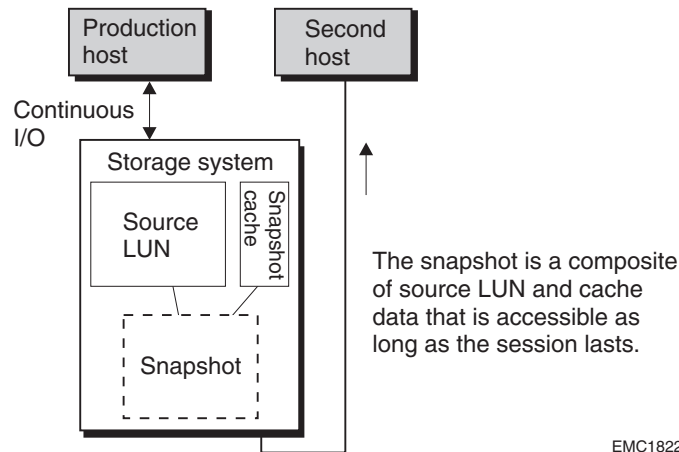 Production
host
Second
host
Continuous
I/O
Storage system
Source
LUN
Snapshot
cache
Snapshot
The snapshot is a composite
of source LUN and cache
data that is accessible as
long as the session lasts.
EMC1822